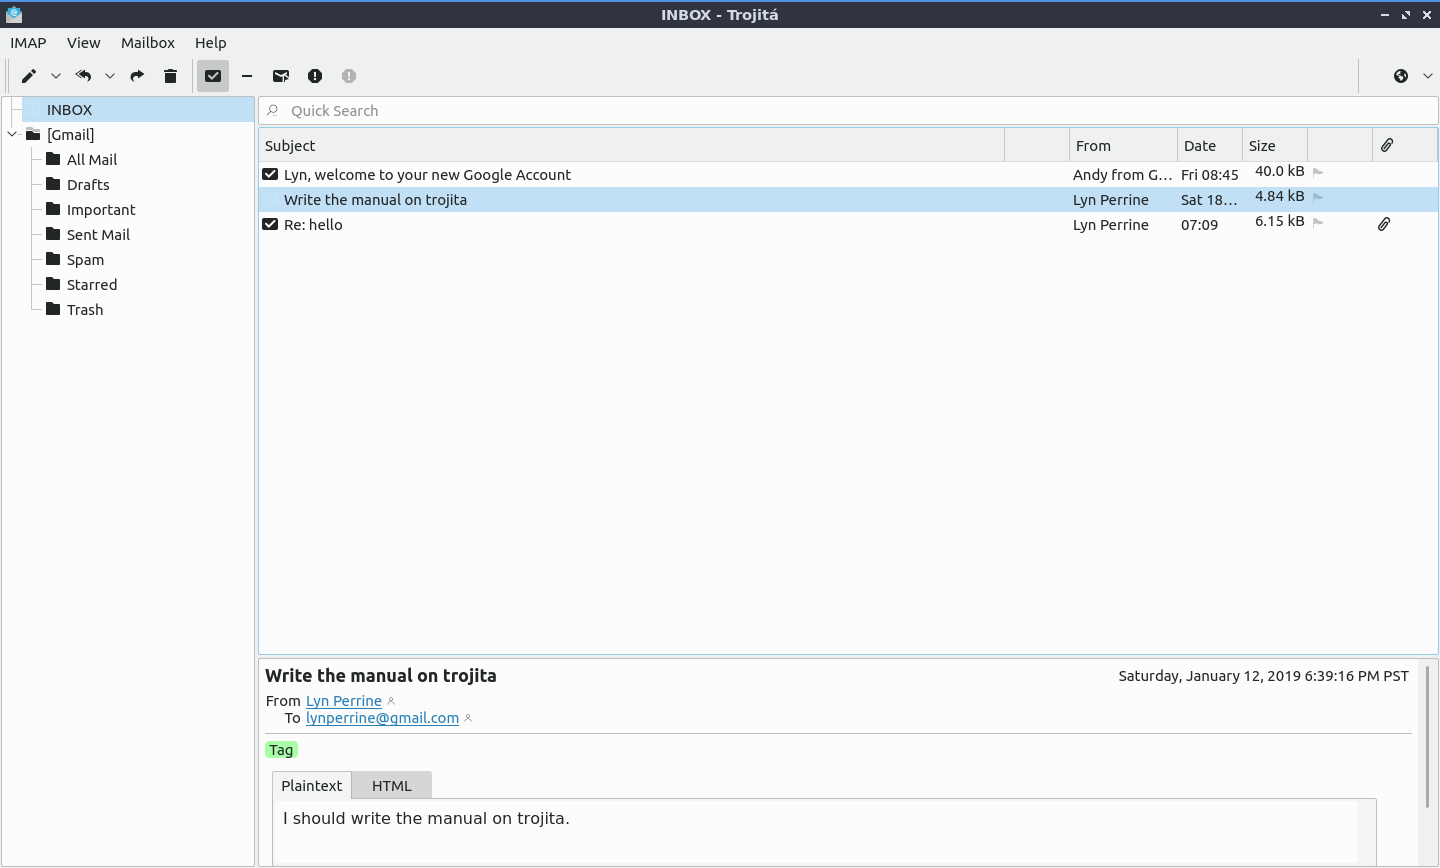 INBOX - Trojitá
IMAP View Mailbox Help
INBOX
[Gmail]
All Mail
Drafts
Important
Sent Mail
Spam
Starred
Trash
Quick Search
Subject From Date Size
Lyn, welcome to your new Google Account Andy from G... Fri 08:45 40.0 kB
Write the manual on trojita Lyn Perrine Sat 18... 4.84 kB
Re: hello Lyn Perrine 07:09 6.15 kB
Write the manual on trojita Saturday, January 12, 2019 6:39:16 PM PST
From Lyn Perrine
To lynperrine@gmail.com
Tag
Plaintext HTML
I should write the manual on trojita.